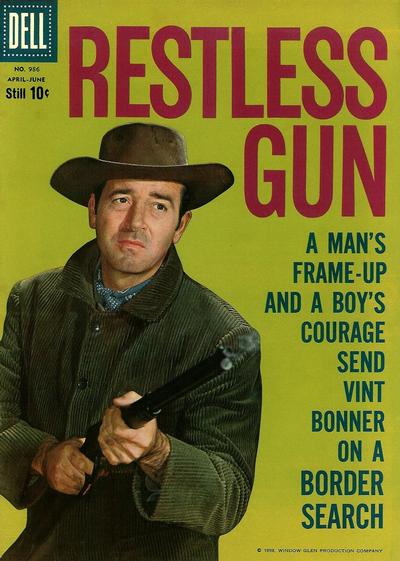 DELL
NO. 986
APRIL-JUNE
Still 10¢
RESTLESS
GUN
A MAN'S
FRAME-UP
AND A BOY'S
COURAGE
SEND
VINT
BONNER
ON A
BORDER
SEARCH
© 1959, WINDOW GLEN PRODUCTION COMPANY